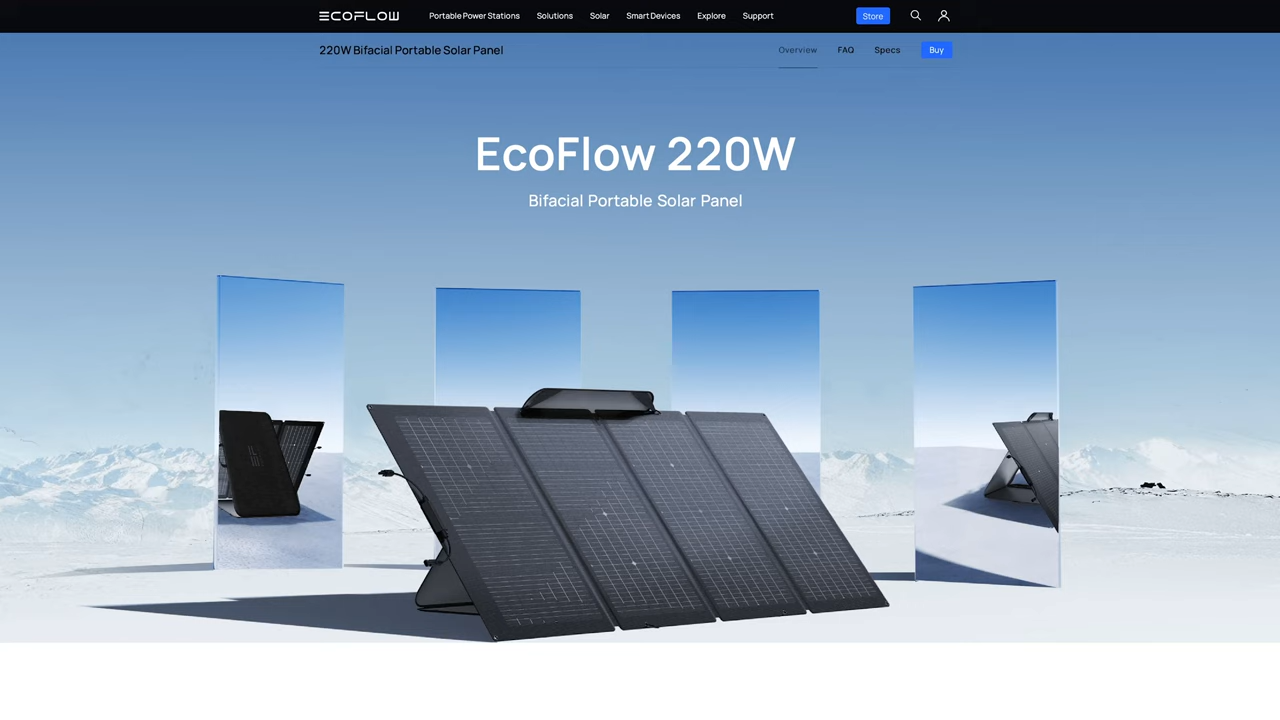 ECOFLOW
Portable Power Stations
Solutions
Solar
Smart Devices
Explore
Support
Store
220W Bifacial Portable Solar Panel
Overview
FAQ
Specs
Buy
EcoFlow 220W
Bifacial Portable Solar Panel